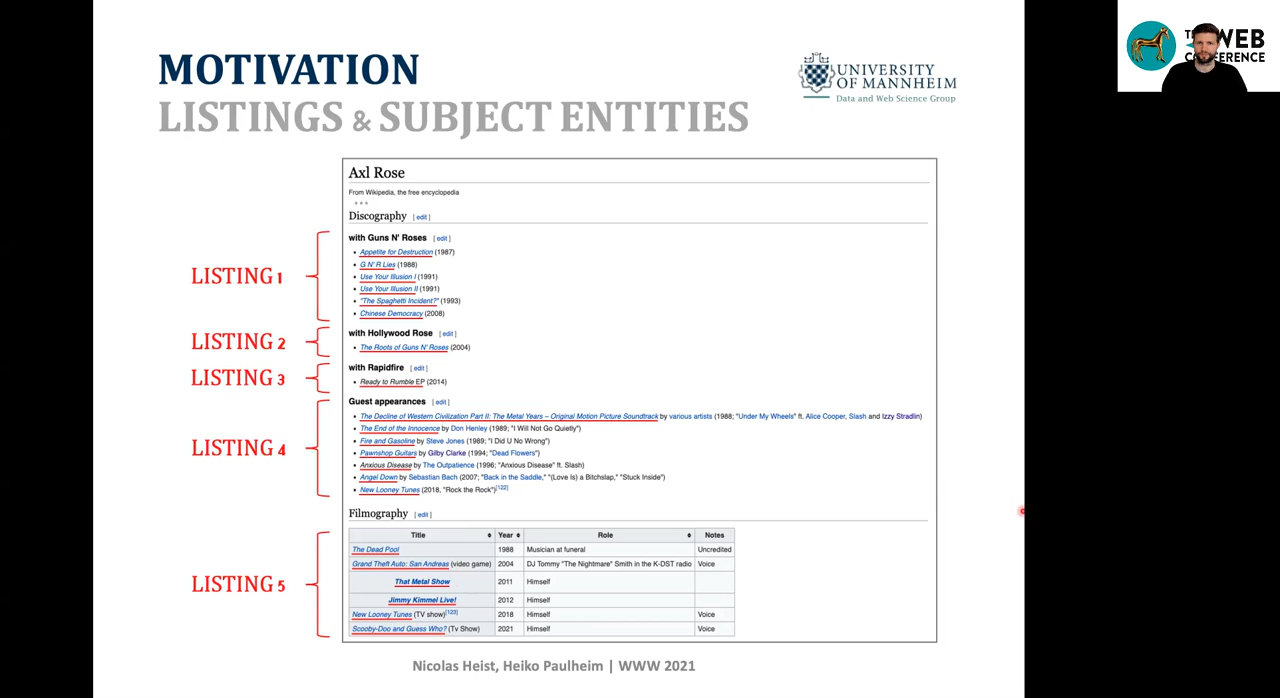 MOTIVATION
LISTINGS & SUBJECT ENTITIES
UNIVERSITY
OF MANNHEIM
Data and Web Science Group
WEB
CONFERENCE
Axl Rose
From Wikipedia, the free encyclopedia
Discography [ edit ]
LISTING 1
with Guns N' Roses [ edit ]
• Appetite for Destruction (1987)
• G N' R Lies (1988)
• Use Your Illusion I (1991)
• Use Your Illusion II (1991)
• "The Spaghetti Incident?" (1993)
• Chinese Democracy (2008)
LISTING 2
with Hollywood Rose [ edit ]
• The Roots of Guns N' Roses (2004)
LISTING 3
with Rapidfire [ edit ]
• Ready to Rumble EP (2014)
LISTING 4
Guest appearances [ edit ]
• The Decline of Western Civilization Part II: The Metal Years – Original Motion Picture Soundtrack by various artists (1988; "Under My Wheels" ft. Alice Cooper, Slash and Izzy Stradlin)
• The End of the Innocence by Don Henley (1989; "I Will Not Go Quietly")
• Fire and Gasoline by Steve Jones (1989; "I Did U No Wrong")
• Pawnshop Guitars by Gilby Clarke (1994; "Dead Flowers")
• Anxious Disease by The Outpatience (1996; "Anxious Disease" ft. Slash)
• Angel Down by Sebastian Bach (2007; "Back in the Saddle," "(Love Is) a Bitchslap," "Stuck Inside")
• New Looney Tunes (2018, "Rock the Rock")[122]
Filmography [ edit ]
LISTING 5
Title Year Role Notes
The Dead Pool 1988 Musician at funeral Uncredited
Grand Theft Auto: San Andreas (video game) 2004 DJ Tommy "The Nightmare" Smith in the K-DST radio Voice
That Metal Show 2011 Himself
Jimmy Kimmel Live! 2012 Himself
New Looney Tunes (TV show)[123] 2018 Himself Voice
Scooby-Doo and Guess Who? (Tv Show) 2021 Himself Voice
Nicolas Heist, Heiko Paulheim | WWW 2021